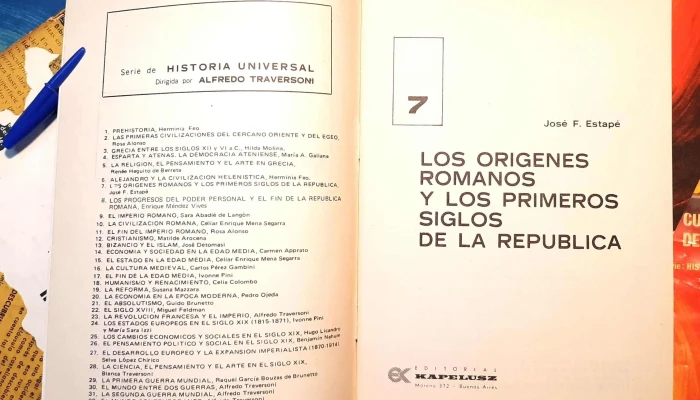 Serie de HISTORIA UNIVERSAL
Dirigida por ALFREDO TRAVERSONI
1. PREHISTORIA, Herminia Feo
2. LAS PRIMERAS CIVILIZACIONES DEL CERCANO ORIENTE Y DEL EGEO,
Rosa Alonso
3. GRECIA ENTRE LOS SIGLOS XII y VI a.C., Hilda Molina.
4. ESPARTA Y ATENAS. LA DEMOCRACIA ATENIENSE, María A. Galiana
5. LA RELIGION, EL PENSAMIENTO Y EL ARTE EN GRECIA,
Renée Heguito de Berreta
6. ALEJANDRO Y LA CIVILIZACION HELENISTICA, Herminia Feo.
7. LOS ORIGENES ROMANOS Y LOS PRIMEROS SIGLOS DE LA REPUBLICA,
José F. Estapé
8. LOS PROGRESOS DEL PODER PERSONAL Y EL FIN DE LA REPUBLICA
ROMANA, Enrique Méndez Vives
9. EL IMPERIO ROMANO, Sara Abadie de Langón
10. LA CIVILIZACION ROMANA, Celiar Enrique Mena Segarra
11. EL FIN DEL IMPERIO ROMANO, Rosa Alonso
12. CRISTIANISMO, Matilde Arocena
13. BIZANCIO Y EL ISLAM, José Detomasi
14. ECONOMIA Y SOCIEDAD EN LA EDAD MEDIA, Carmen Apprato
15. EL ESTADO EN LA EDAD MEDIA, Celiar Enrique Mena Segarra
16. LA CULTURA MEDIEVAL, Carlos Pérez Gambini
17. EL FIN DE LA EDAD MEDIA, Ivonne Pini
18. HUMANISMO Y RENACIMIENTO, Celia Colombo
19. LA REFORMA, Susana Mazzara
20. LA ECONOMIA EN LA EPOCA MODERNA, Pedro Ojeda
21. EL ABSOLUTISMO, Guido Brunetto
22. EL SIGLO XVIII, Miguel Feldman
23. LA REVOLUCION FRANCESA Y EL IMPERIO, Alfredo Traversoni
24. LOS ESTADOS EUROPEOS EN EL SIGLO XIX (1815-1871), Ivonne Pini
y María Sara Izzi
25. LOS CAMBIOS ECONOMICOS Y SOCIALES EN EL SIGLO XIX, Hugo Licandro
26. EL PENSAMIENTO POLITICO Y SOCIAL EN EL SIGLO XIX, Benjamín Nahum
27. EL DESARROLLO EUROPEO Y LA EXPANSION IMPERIALISTA (1870-1914)
Selva López Chirico
28. LA CIENCIA, EL PENSAMIENTO Y EL ARTE EN EL SIGLO XIX,
Blanca Traversoni
29. LA PRIMERA GUERRA MUNDIAL, Raquel García Bouzas de Brunetto
30. EL MUNDO ENTRE DOS GUERRAS, Alfredo Traversoni
31. LA SEGUNDA GUERRA MUNDIAL, Alfredo Traversoni
7
José F. Estapé
LOS ORIGENES
ROMANOS
Y LOS PRIMEROS
SIGLOS
DE LA REPUBLICA
EDITORIAL
KAPELUSZ
Moreno 372 - Buenos Aires
CU
DE